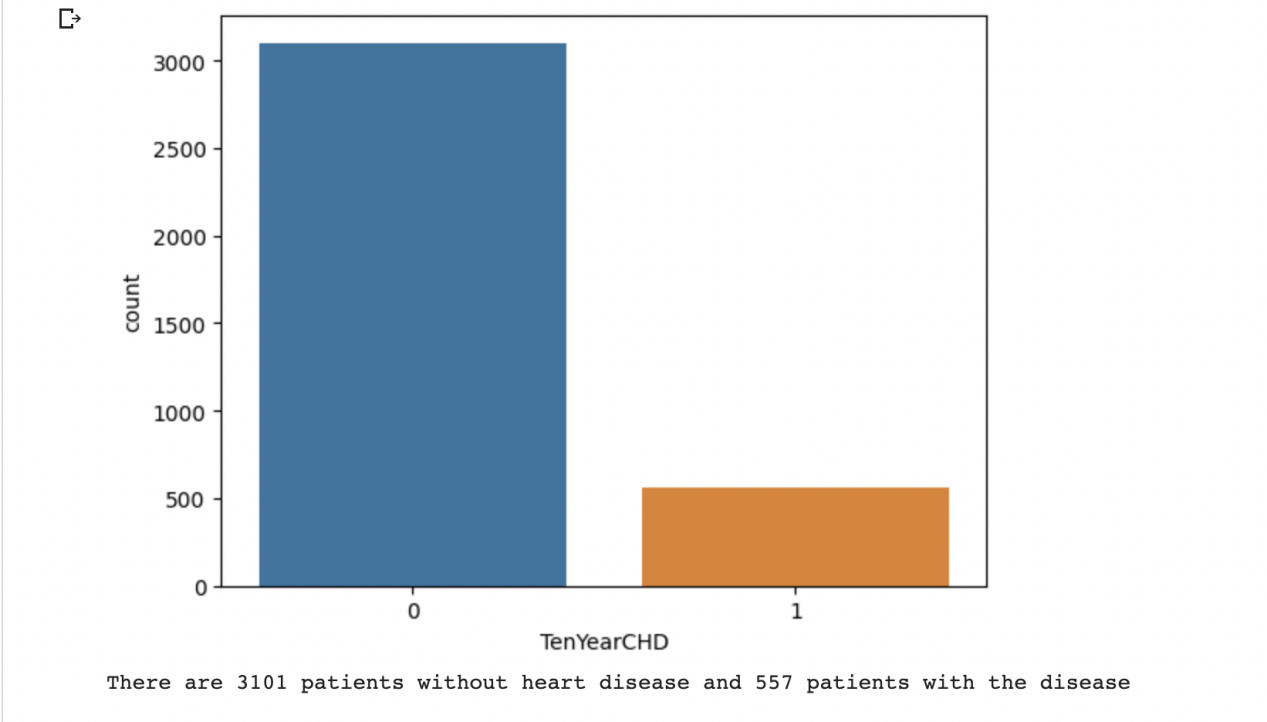 3000
2500
2000
1500
1000
500
0
count
0 1
TenYearCHD
There are 3101 patients without heart disease and 557 patients with the disease